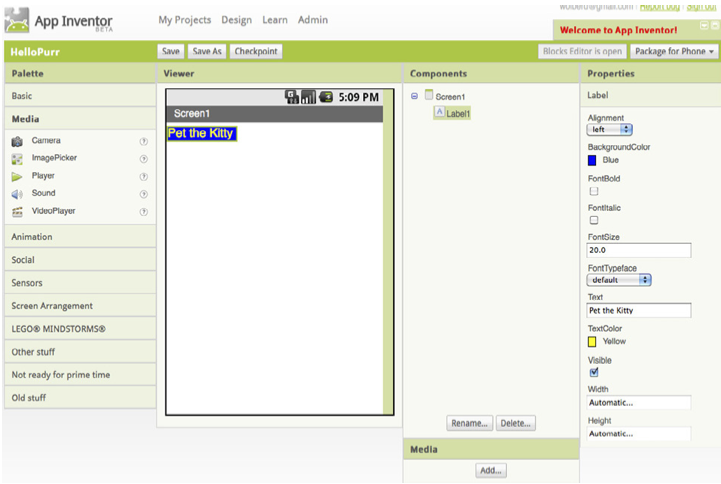 App Inventor
BETA
My Projects Design Learn Admin
Report bug | Sign out
Welcome to App Inventor!
HelloPurr
Save Save As Checkpoint
Blocks Editor is open Package for Phone
Palette
Basic
Media
Camera
ImagePicker
Player
Sound
VideoPlayer
Animation
Social
Sensors
Screen Arrangement
LEGO® MINDSTORMS®
Other stuff
Not ready for prime time
Old stuff
Viewer
5:09 PM
Screen1
Pet the Kitty
Components
Screen1
Label1
Rename... Delete...
Media
Add...
Properties
Label
Alignment
left
BackgroundColor
Blue
FontBold
FontItalic
FontSize
20.0
FontTypeface
default
Text
Pet the Kitty
TextColor
Yellow
Visible
Width
Automatic...
Height
Automatic...